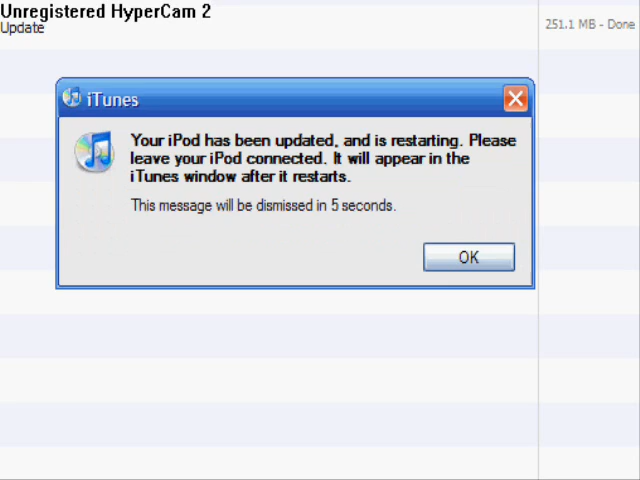 Unregistered HyperCam 2
Update
251.1 MB - Done
iTunes
Your iPod has been updated, and is restarting. Please
leave your iPod connected. It will appear in the
iTunes window after it restarts.
This message will be dismissed in 5 seconds.
OK